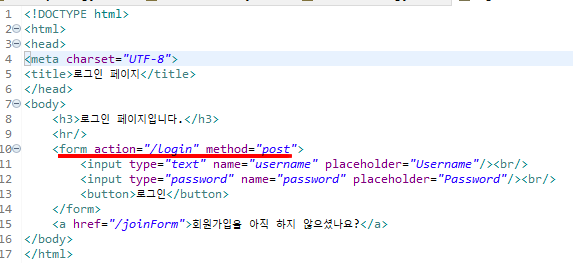 1 <!DOCTYPE html>
2 <html>
3 <head>
4 <meta charset="UTF-8">
5 <title>로그인 페이지</title>
6 </head>
7 <body>
8 <h3>로그인 페이지입니다.</h3>
9 <hr/>
10 <form action="/login" method="post">
11 <input type="text" name="username" placeholder="Username"/><br/>
12 <input type="password" name="password" placeholder="Password"/><br/>
13 <button>로그인</button>
14 </form>
15 <a href="/joinForm">회원가입을 아직 하지 않으셨나요?</a>
16 </body>
17 </html>